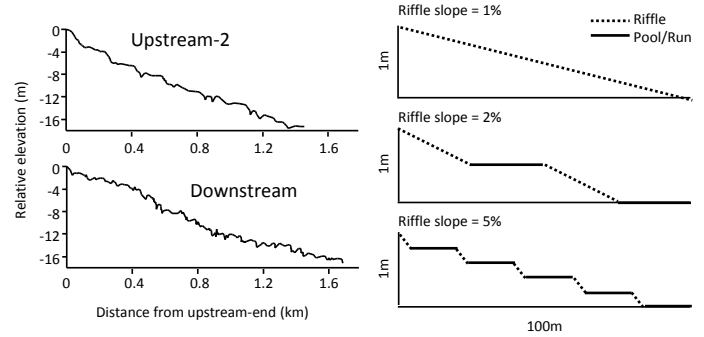 Upstream-2
0
-4
-8
-12
-16
0
0.4
0.8
1.2
1.6
Relative elevation (m)
Downstream
0
-4
-8
-12
-16
0
0.4
0.8
1.2
1.6
Distance from upstream-end (km)
Riffle slope = 1%
Riffle
Pool/Run
1m
Riffle slope = 2%
1m
Riffle slope = 5%
1m
100m